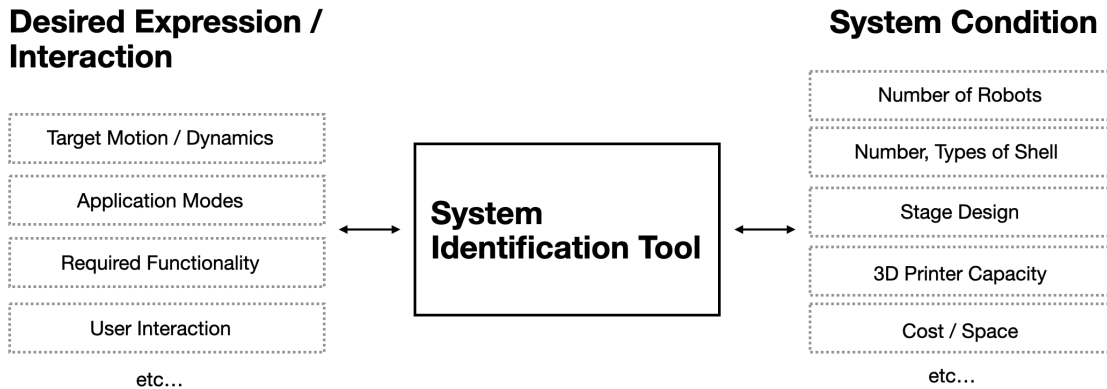 Desired Expression /
Interaction
Target Motion / Dynamics
Application Modes
Required Functionality
User Interaction
etc...
System
Identification Tool
System Condition
Number of Robots
Number, Types of Shell
Stage Design
3D Printer Capacity
Cost / Space
etc...